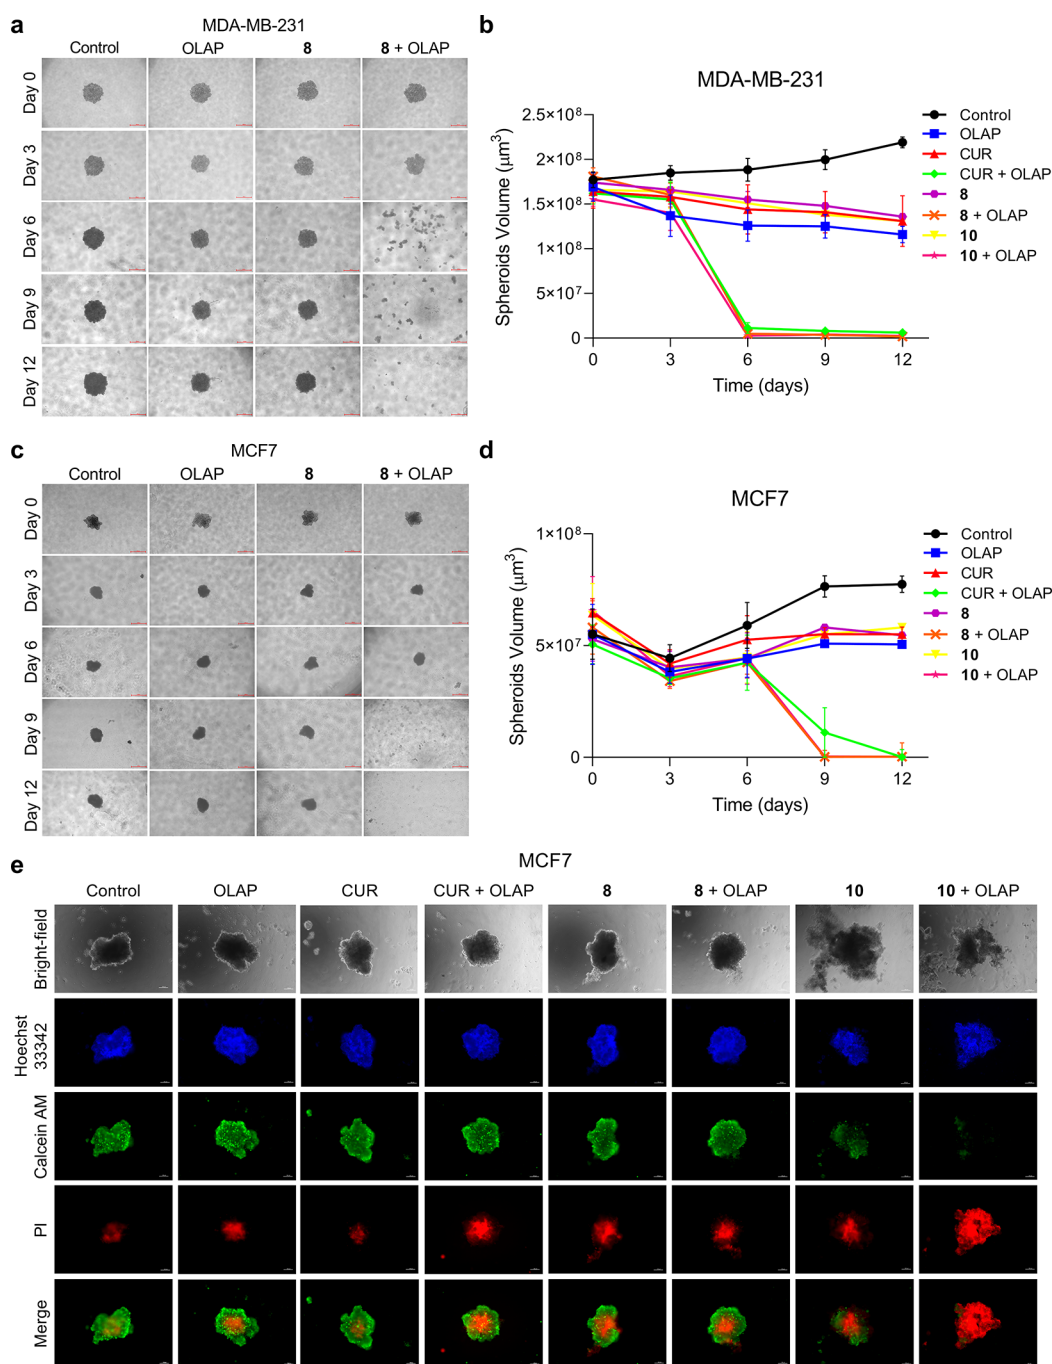 a
MDA-MB-231
Control OLAP 8 8 + OLAP
Day 0
Day 3
Day 6
Day 9
Day 12
b
MDA-MB-231
Spheroids Volume (μm³)
2.5×10⁸
2×10⁸
1.5×10⁸
1×10⁸
5×10⁷
0
0 3 6 9 12
Time (days)
Control
OLAP
CUR
CUR + OLAP
8
8 + OLAP
10
10 + OLAP
c
MCF7
Control OLAP 8 8 + OLAP
Day 0
Day 3
Day 6
Day 9
Day 12
d
MCF7
Spheroids Volume (μm³)
1×10⁸
5×10⁷
0
0 3 6 9 12
Time (days)
Control
OLAP
CUR
CUR + OLAP
8
8 + OLAP
10
10 + OLAP
e
MCF7
Control OLAP CUR CUR + OLAP 8 8 + OLAP 10 10 + OLAP
Bright-field
Hoechst
33342
Calcein AM
PI
Merge